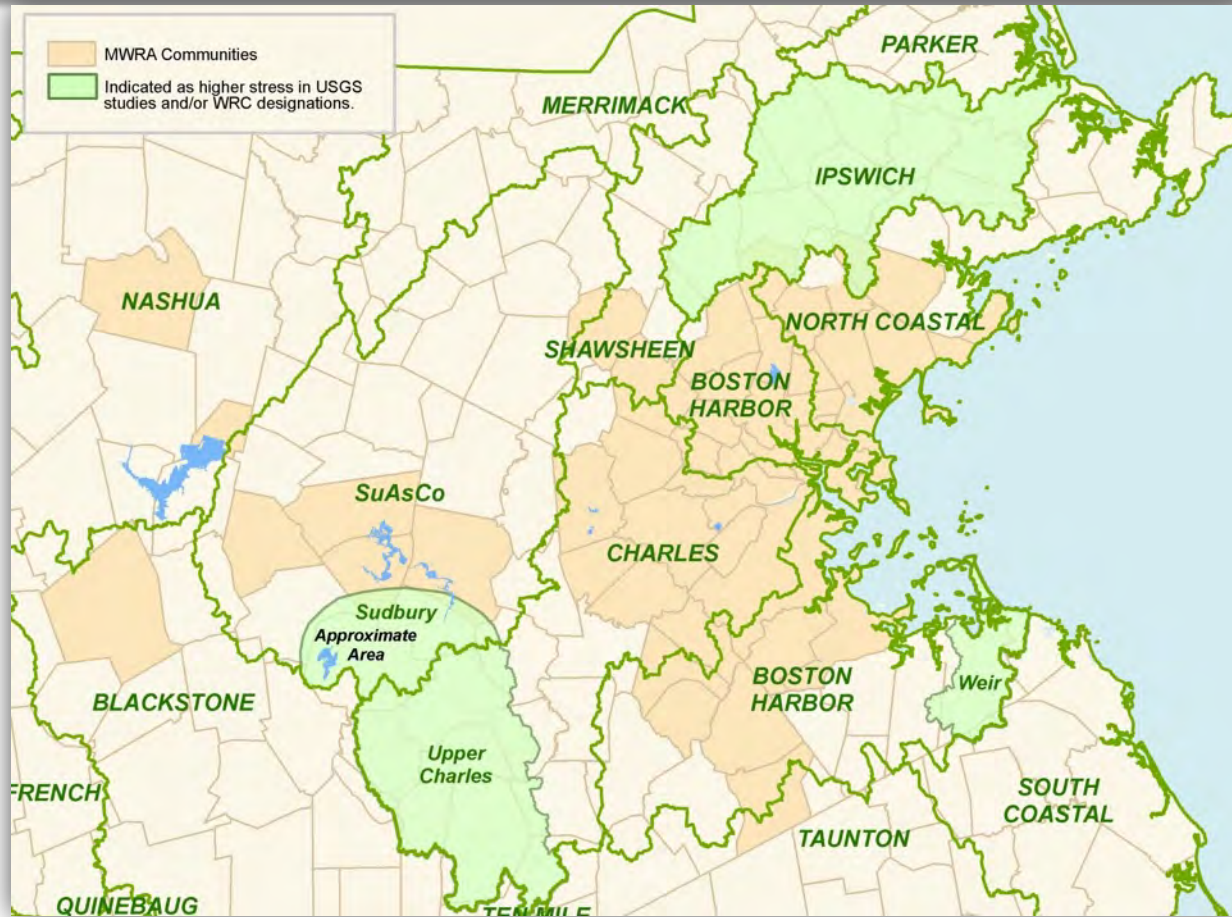 MWRA Communities
Indicated as higher stress in USGS
studies and/or WRC designations.
PARKER
MERRIMACK
IPSWICH
NASHUA
NORTH COASTAL
SHAWSHEEN
BOSTON
HARBOR
SuAsCo
CHARLES
Sudbury
Approximate
Area
BOSTON
HARBOR
Weir
BLACKSTONE
Upper
Charles
FRENCH
SOUTH
COASTAL
TAUNTON
QUINEBAUG
TEN MILE